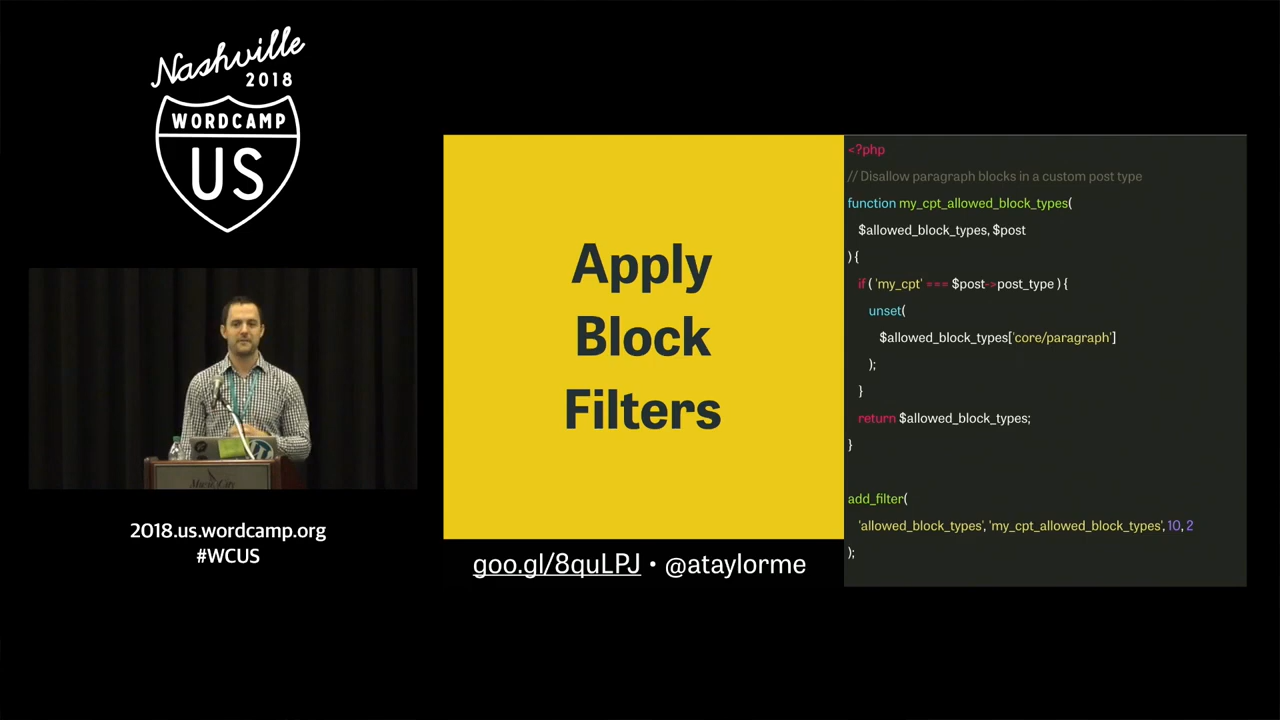 Nashville
2018
WORDCAMP
US
2018.us.wordcamp.org
#WCUS
Apply
Block
Filters
goo.gl/8quLPJ • @ataylorme
<?php
// Disallow paragraph blocks in a custom post type
function my_cpt_allowed_block_types(
$allowed_block_types, $post
) {
if ( 'my_cpt' === $post->post_type ) {
unset(
$allowed_block_types['core/paragraph']
);
}
return $allowed_block_types;
}
add_filter(
'allowed_block_types', 'my_cpt_allowed_block_types', 10, 2
);